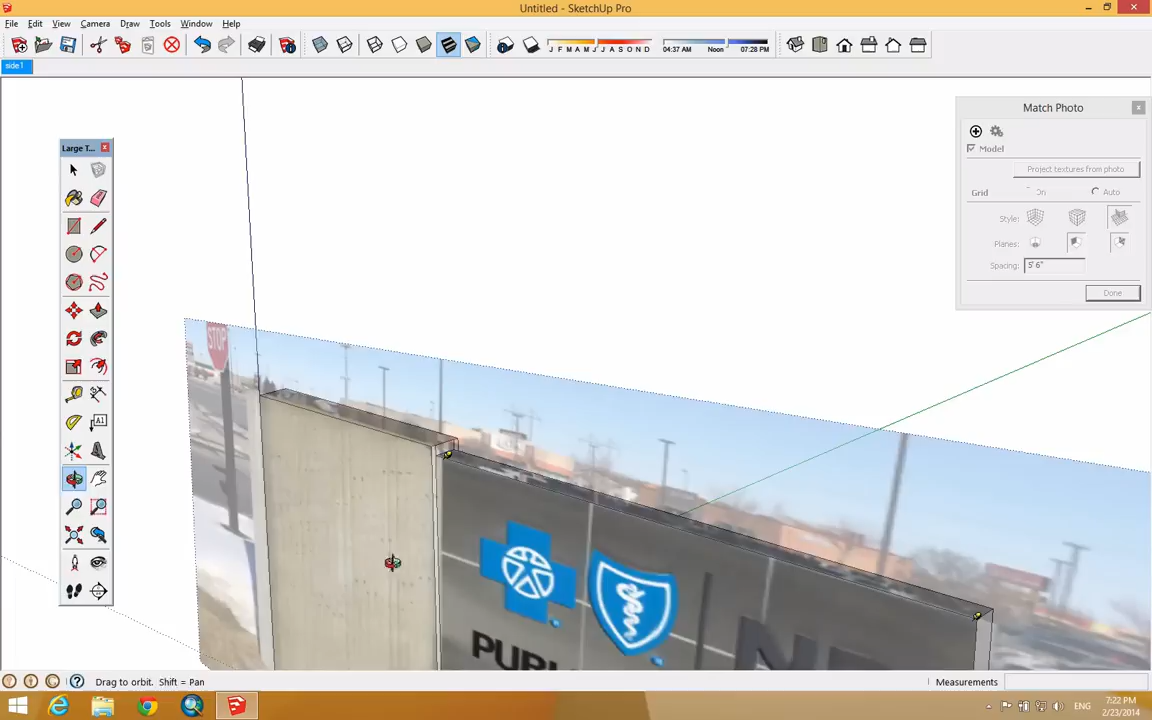 Untitled - SketchUp Pro
File Edit View Camera Draw Tools Window Help
J F M A M J J A S O N D
04:37 AM Noon 07:28 PM
side1
Large T...
A1
Match Photo
Model
Project textures from photo
Grid On Auto
Style:
Planes:
Spacing: 5' 6"
Done
STOP
PUBL
Drag to orbit. Shift = Pan
Measurements
ENG
7:22 PM
2/23/2014